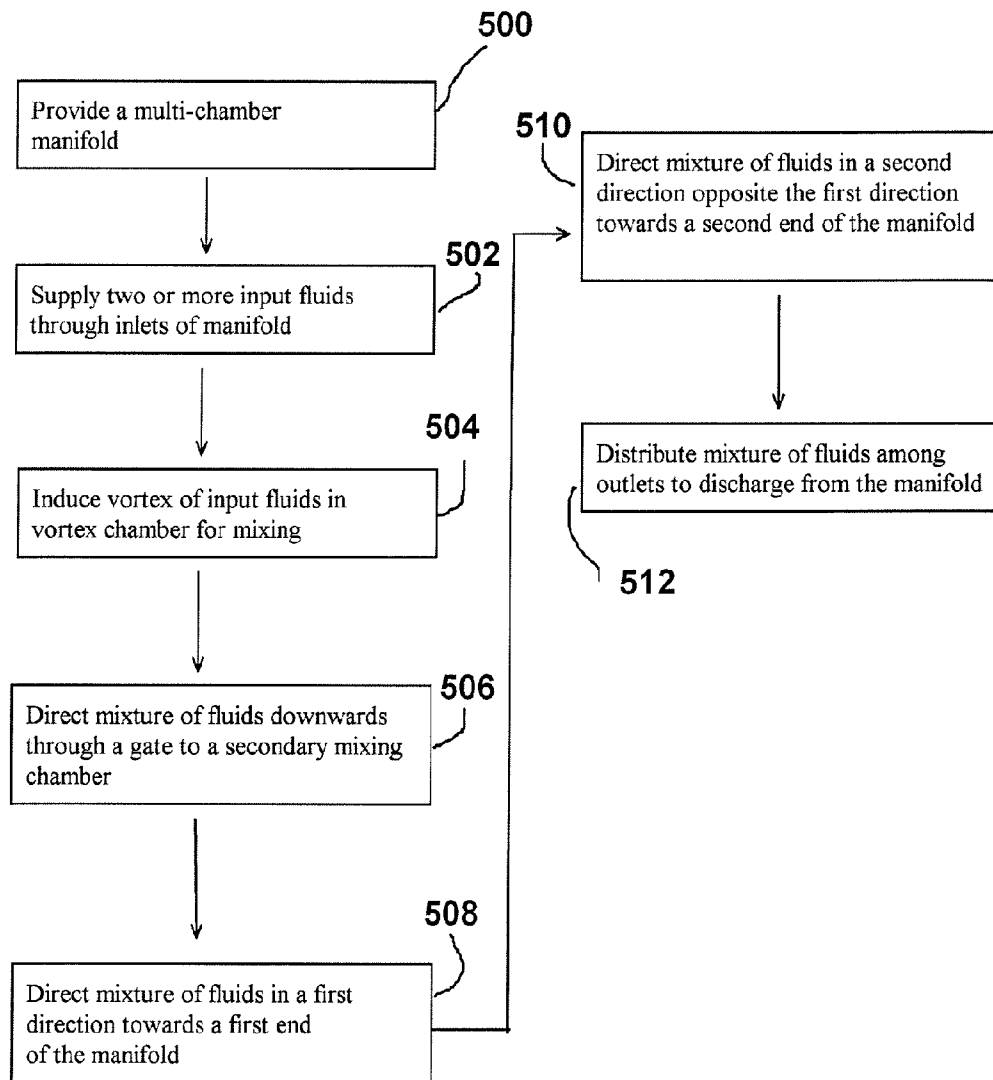 500
Provide a multi-chamber
manifold
502
Supply two or more input fluids
through inlets of manifold
504
Induce vortex of input fluids in
vortex chamber for mixing
506
Direct mixture of fluids downwards
through a gate to a secondary mixing
chamber
508
Direct mixture of fluids in a first
direction towards a first end
of the manifold
510
Direct mixture of fluids in a second
direction opposite the first direction
towards a second end of the manifold
Distribute mixture of fluids among
outlets to discharge from the manifold
512